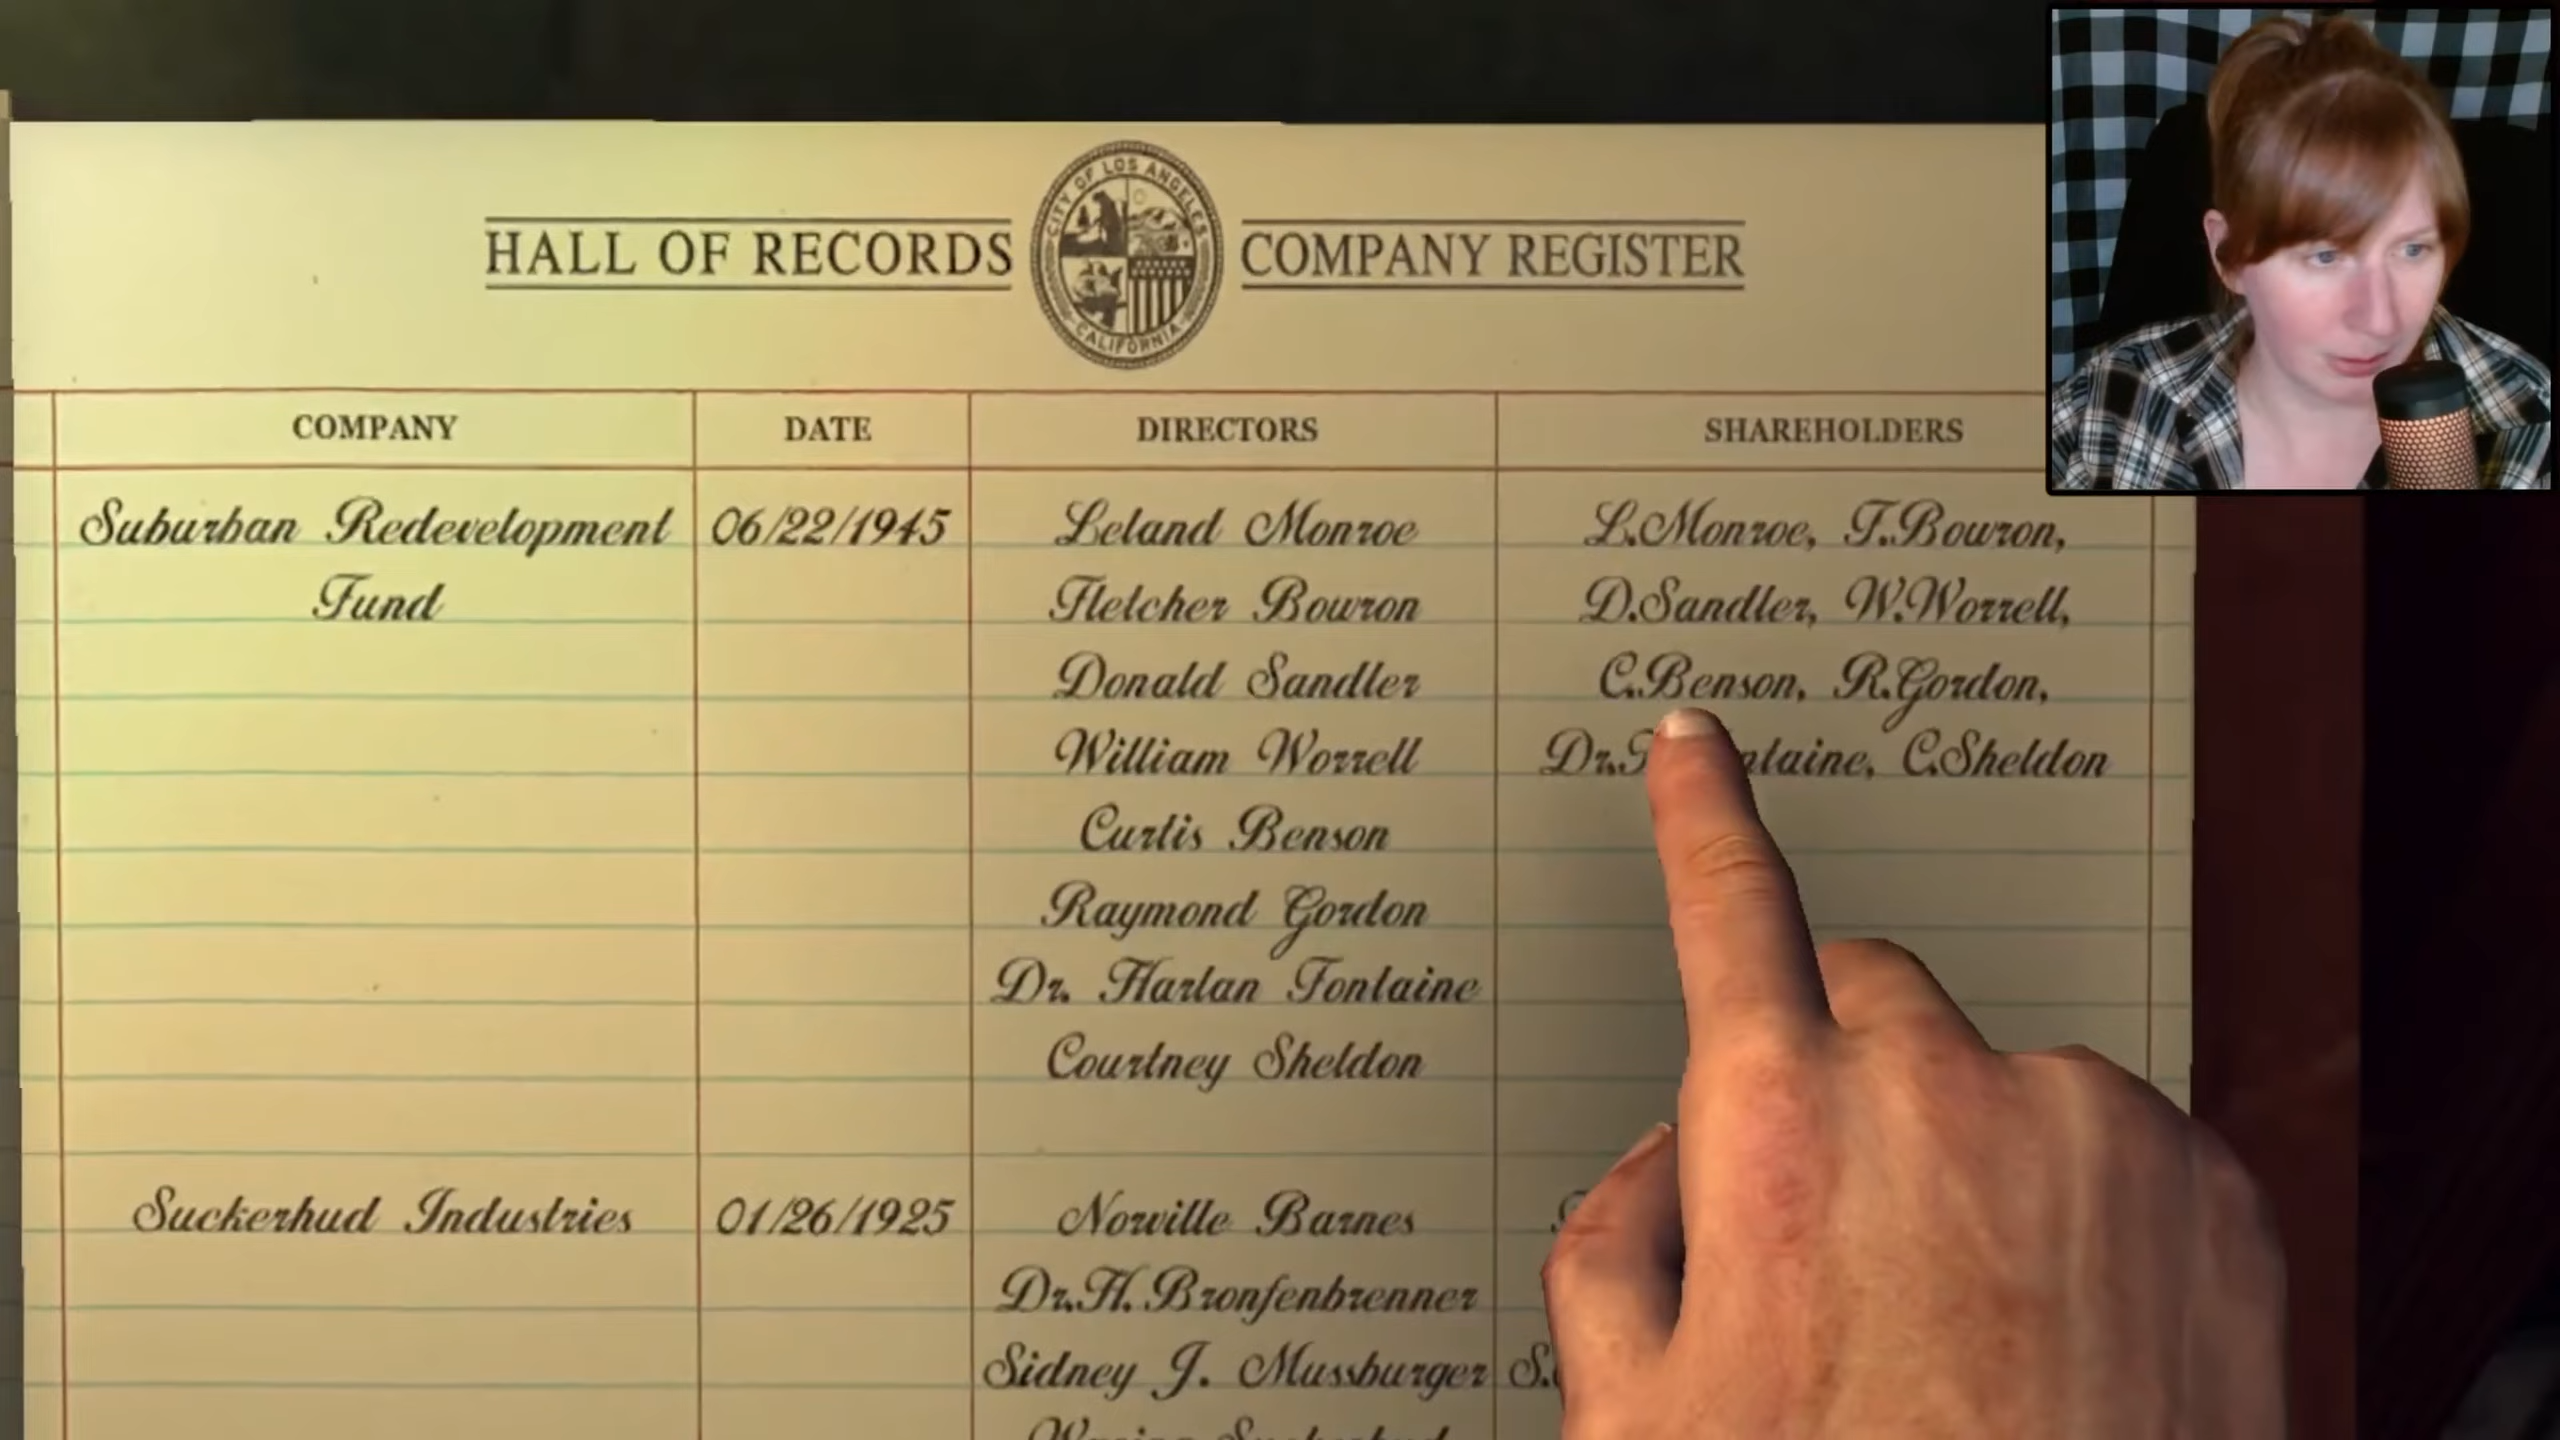 HALL OF RECORDS
CITY OF LOS ANGELES
CALIFORNIA
COMPANY REGISTER
COMPANY DATE DIRECTORS SHAREHOLDERS
Suburban Redevelopment 06/22/1945 Leland Monroe L.Monroe, F.Bowron,
Fund Fletcher Bowron D.Sandler, W.Worrell,
Donald Sandler C.Benson, R.Gordon,
William Worrell C.Sheldon
Curtis Benson
Raymond Gordon
Dr. Harlan Fontaine
Courtney Sheldon
Suckerhud Industries 01/26/1925 Norville Barnes
Dr.H.Bronfenbrenner
Sidney J. Mussburger